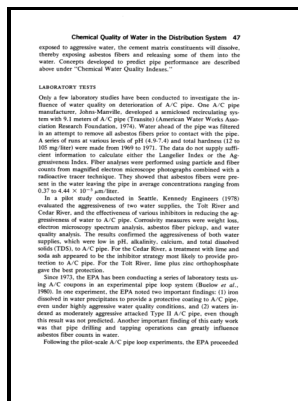 Chemical Quality of Water in the Distribution System 47
exposed to aggressive water, the cement matrix constituents will dissolve,
thereby exposing asbestos fibers and releasing some of them into the
water. Concepts developed to predict pipe performance are described
above under "Chemical Water Quality Indexes."
LABORATORY TESTS
Only a few laboratory studies have been conducted to investigate the in-
fluence of water quality on deterioration of A/C pipe. One A/C pipe
manufacturer, Johns-Manville, developed a semiclosed recirculating sys-
tem with 9.1 meters of A/C pipe (Transite) (American Water Works Asso-
ciation Research Foundation, 1974). Water ahead of the pipe was filtered
in an attempt to remove all asbestos fibers prior to contact with the pipe.
A series of runs at various levels of pH (4.9-7.4) and total hardness (12 to
105 mg/liter) were made from 1969 to 1971. The data do not supply suffi-
cient information to calculate either the Langelier Index or the Ag-
gressiveness Index. Fiber analyses were performed using particle and fiber
counts from magnified electron microscope photographs combined with a
radioactive tracer technique. They showed that asbestos fibers were pre-
sent in the water leaving the pipe in average concentrations ranging from
0.37 to 4.44 × 10⁻³ μm/liter.
In a pilot study conducted in Seattle, Kennedy Engineers (1978)
evaluated the aggressiveness of two water supplies, the Tolt River and
Cedar River, and the effectiveness of various inhibitors in reducing the ag-
gressiveness of water to A/C pipe. Corrosivity measures were weight loss,
electron microscopy spectrum analysis, asbestos fiber pickup, and water
quality analysis. The results confirmed the aggressiveness of both water
supplies, which were low in pH, alkalinity, calcium, and total dissolved
solids (TDS), to A/C pipe. For the Cedar River, a treatment with lime and
soda ash appeared to be the inhibitor strategy most likely to provide pro-
tection to A/C pipe. For the Tolt River, lime plus zinc orthophosphate
gave the best protection.
Since 1973, the EPA has been conducting a series of laboratory tests us-
ing A/C coupons in an experimental pipe loop system (Buelow et al.,
1980). In one experiment, the EPA noted two important findings: (1) iron
dissolved in water precipitates to provide a protective coating to A/C pipe,
even under highly aggressive water quality conditions, and (2) waters in-
dexed as moderately aggressive attacked Type II A/C pipe, even though
this result was not predicted. Another important finding of this early work
was that pipe drilling and tapping operations can greatly influence
asbestos fiber counts in water.
Following the pilot-scale A/C pipe loop experiments, the EPA proceeded